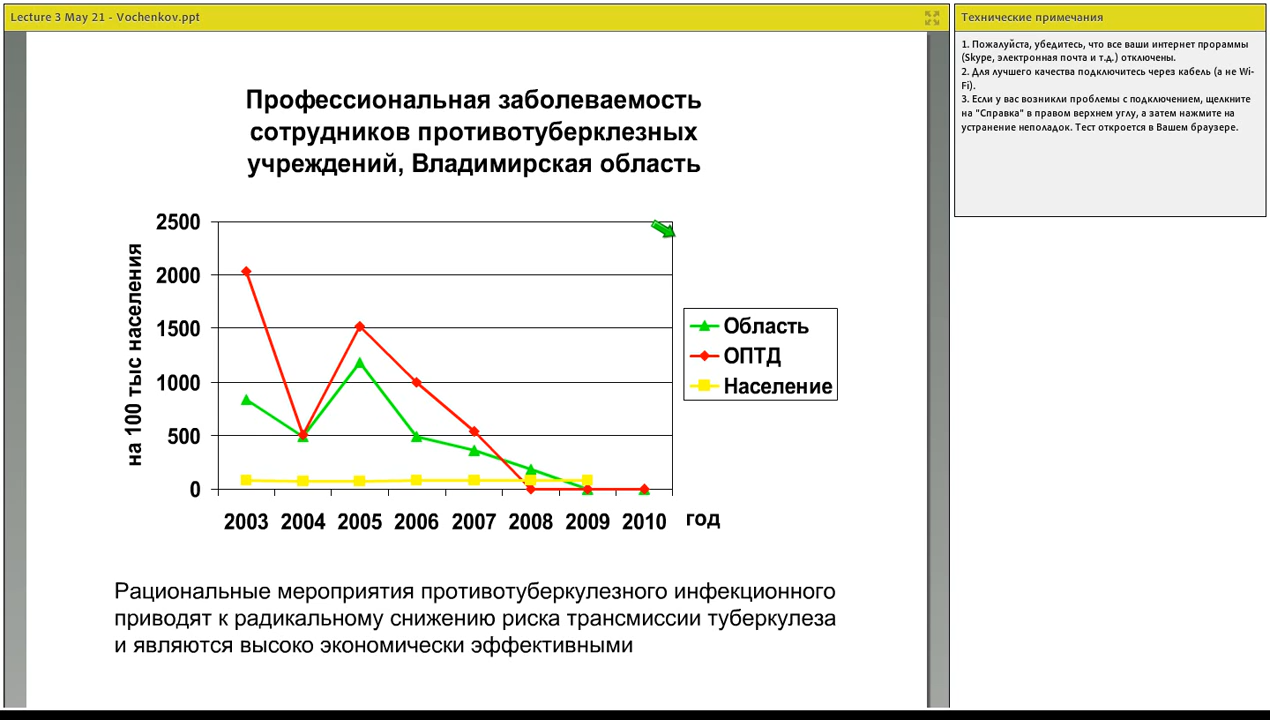 Lecture 3 May 21 - Vochenkov.ppt
Профессиональная заболеваемость
сотрудников противотуберклезных
учреждений, Владимирская область
на 100 тыс населения
2500
2000
1500
1000
500
0
2003 2004 2005 2006 2007 2008 2009 2010 год
Область
ОПТД
Население
Рациональные мероприятия противотуберкулезного инфекционного
приводят к радикальному снижению риска трансмиссии туберкулеза
и являются высоко экономически эффективными
Технические примечания
1. Пожалуйста, убедитесь, что все ваши интернет прораммы
(Skype, электронная почта и т.д.) отключены.
2. Для лучшего качества подключитесь через кабель (а не Wi-
Fi).
3. Если у вас возникли проблемы с подключением, щелкните
на "Справка" в правом верхнем углу, а затем нажмите на
устранение неполадок. Тест откроется в Вашем браузере.